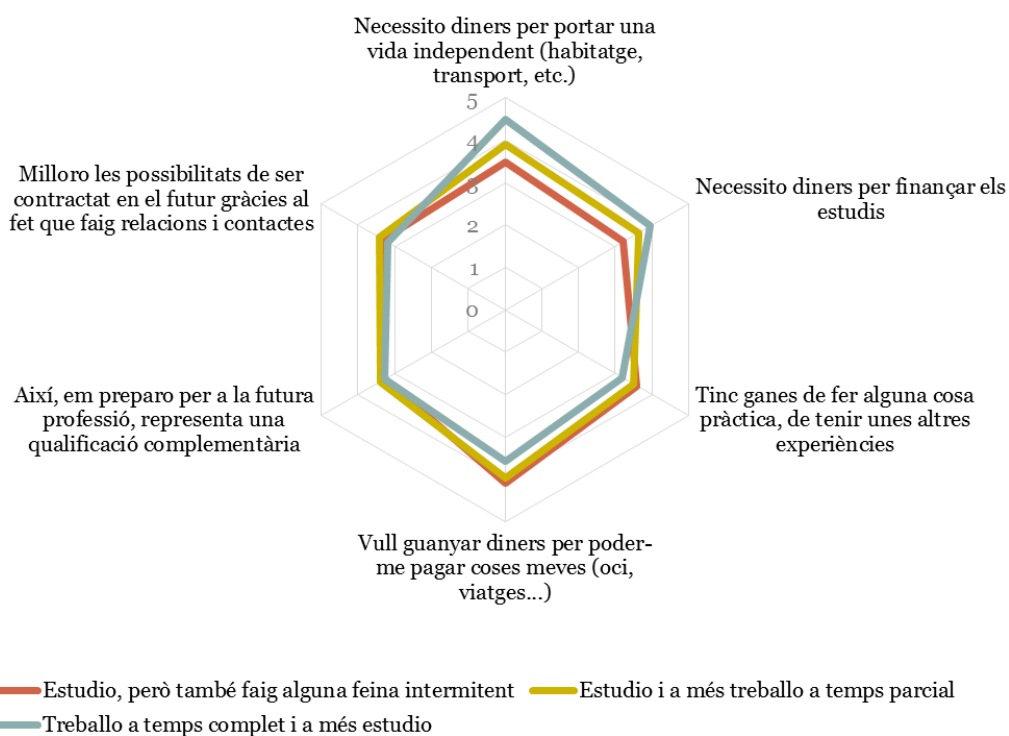 Necessito diners per portar una
vida independent (habitatge,
transport, etc.)
5
4
3
2
1
0
Necessito diners per finançar els
estudis
Tinc ganes de fer alguna cosa
pràctica, de tenir unes altres
experiències
Vull guanyar diners per poder-
me pagar coses meves (oci,
viatges...)
Així, em preparo per a la futura
professió, representa una
qualificació complementària
Milloro les possibilitats de ser
contractat en el futur gràcies al
fet que faig relacions i contactes
Estudio, però també faig alguna feina intermitent
Estudio i a més treballo a temps parcial
Treballo a temps complet i a més estudio